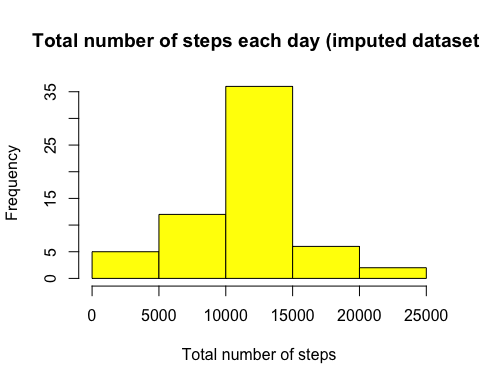 Total number of steps each day (imputed dataset
35
25
15
5
0
Frequency
0 5000 10000 15000 20000 25000
Total number of steps